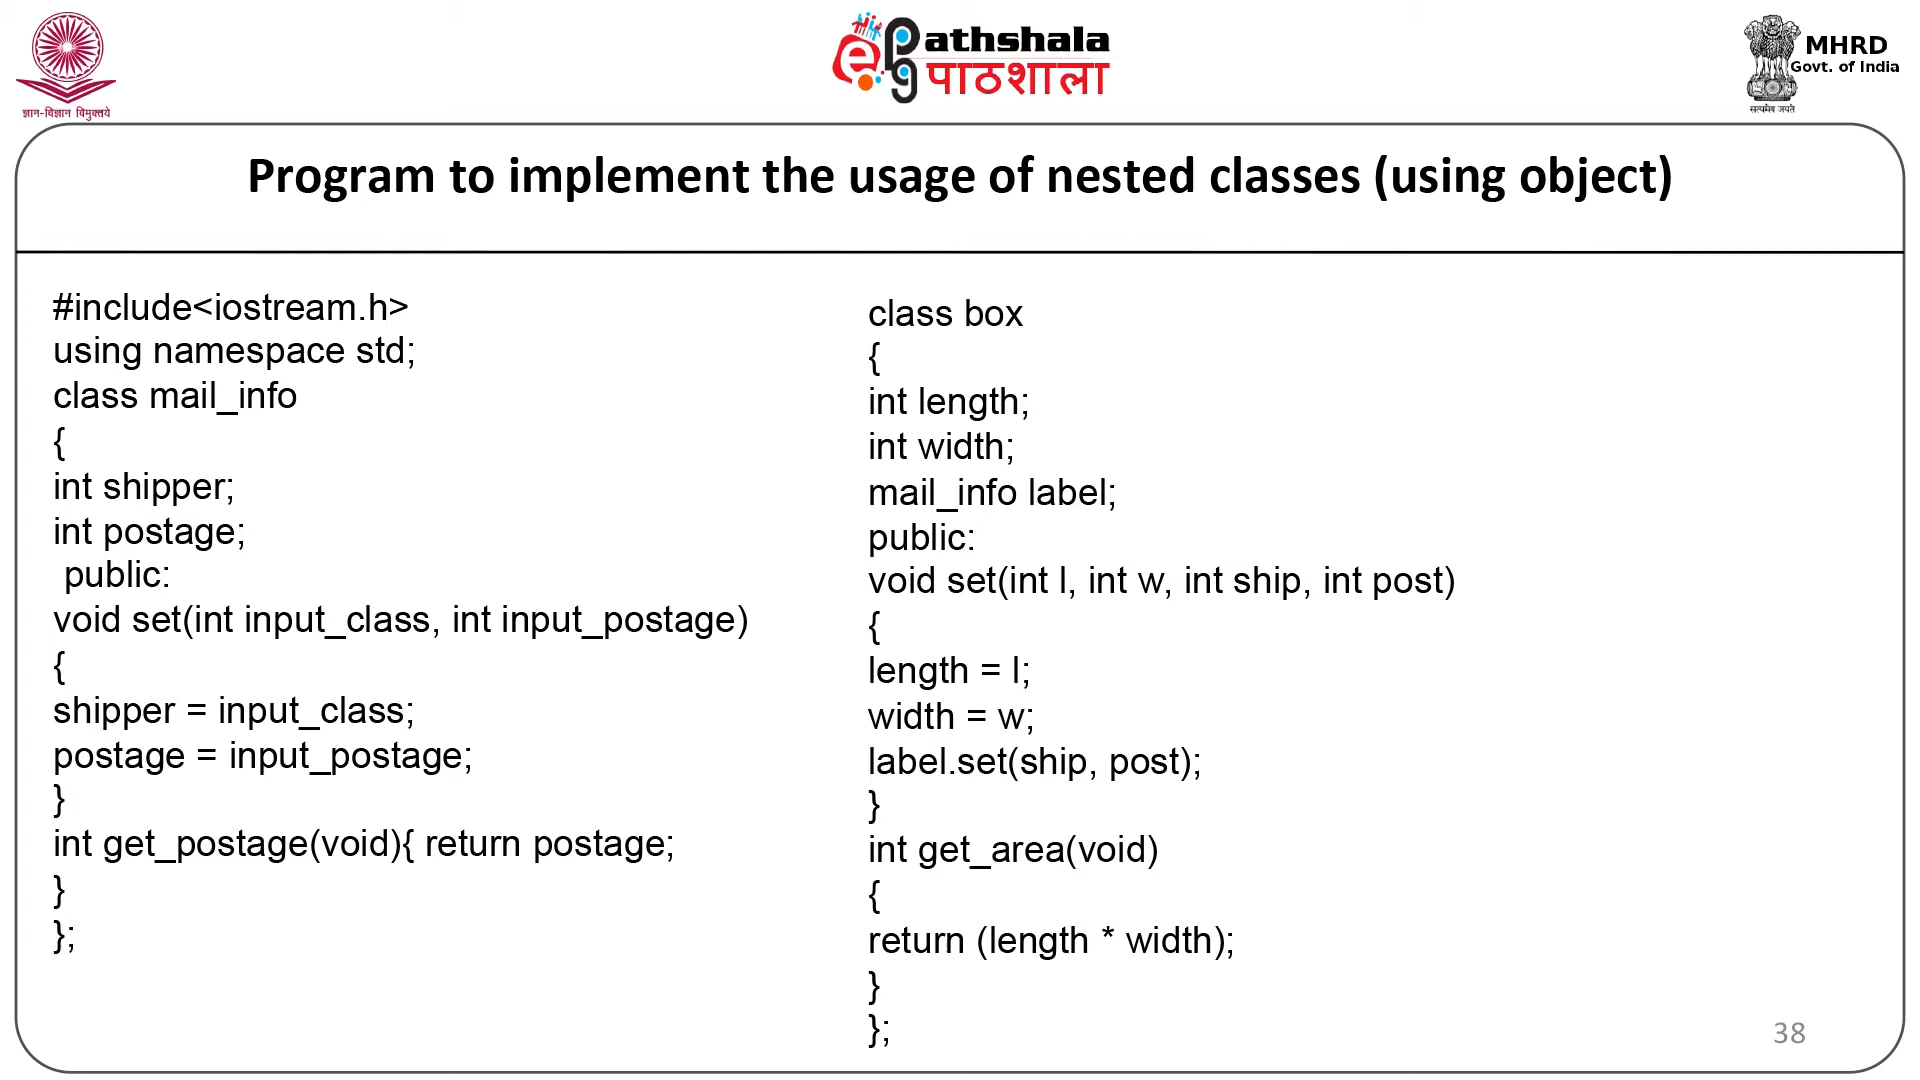 ज्ञान-विज्ञान विमुक्तये
ePathshala
पाठशाला
MHRD
Govt. of India
सत्यमेव जयते
Program to implement the usage of nested classes (using object)
#include<iostream.h>
using namespace std;
class mail_info
{
int shipper;
int postage;
public:
void set(int input_class, int input_postage)
{
shipper = input_class;
postage = input_postage;
}
int get_postage(void){ return postage;
}
};
class box
{
int length;
int width;
mail_info label;
public:
void set(int l, int w, int ship, int post)
{
length = l;
width = w;
label.set(ship, post);
}
int get_area(void)
{
return (length * width);
}
};
38